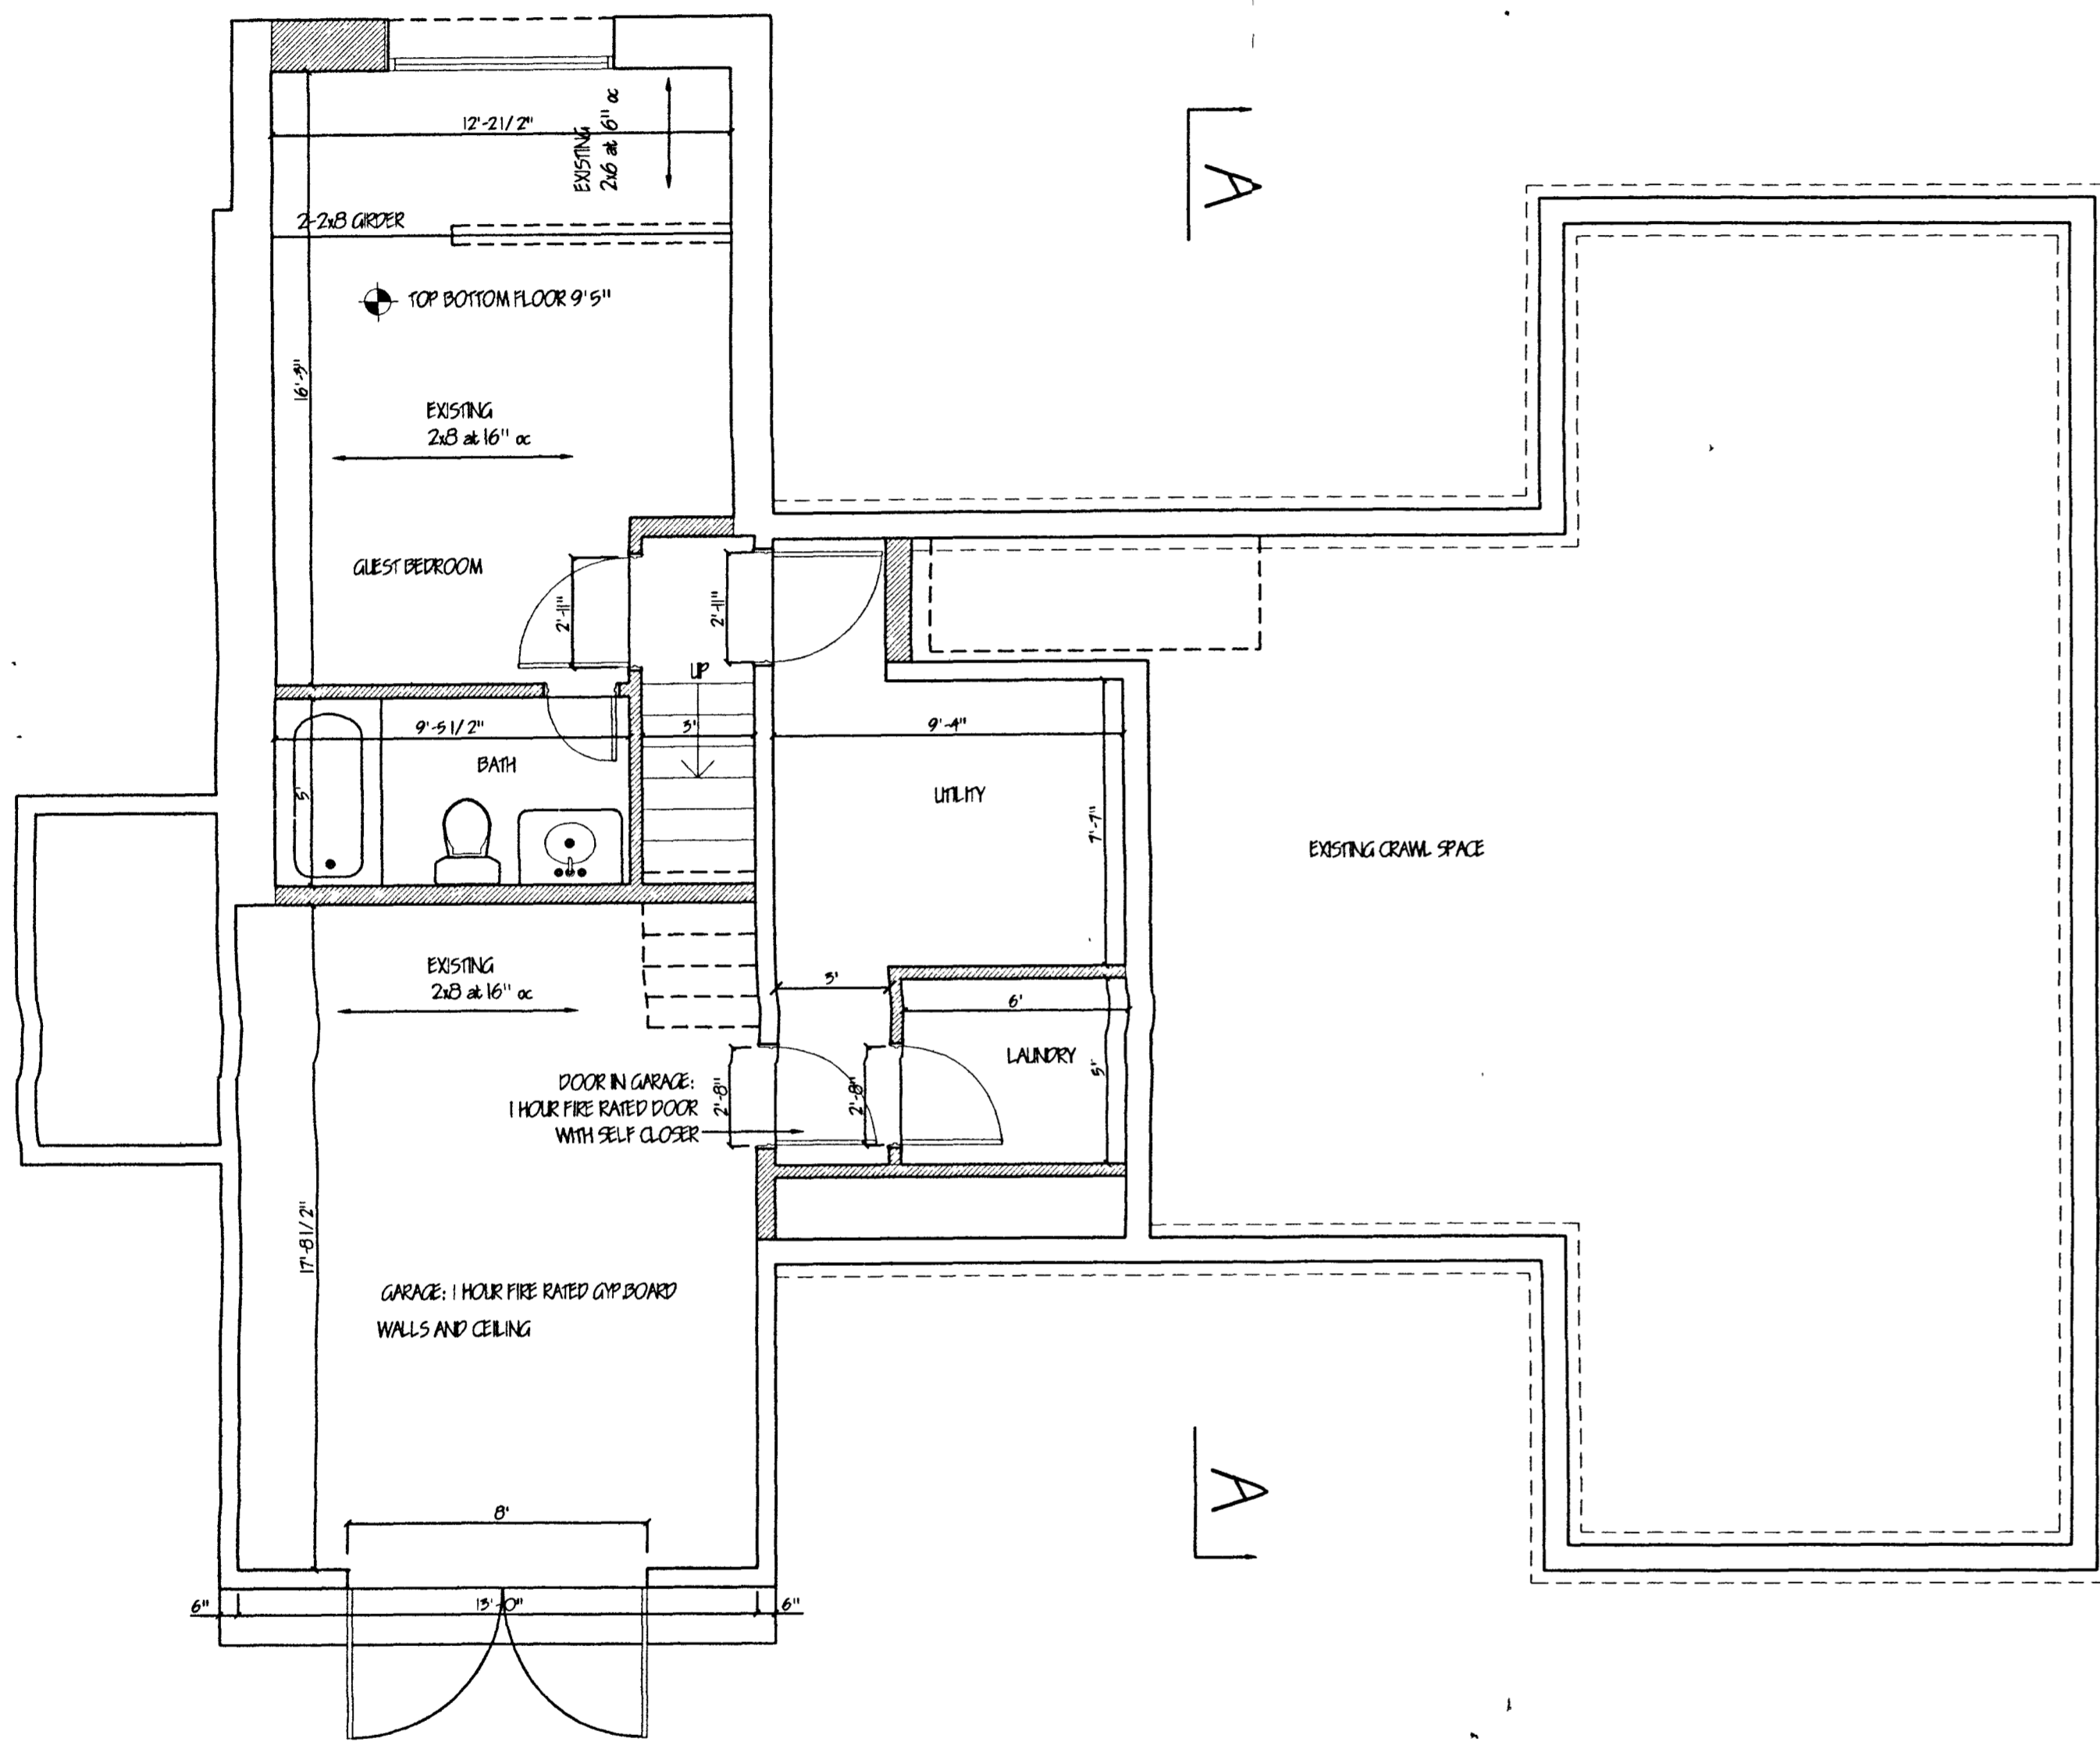 12'-2 1/2"
EXISTING
2x6 at 6" oc
A
2-2x8 GIRDER
TOP BOTTOM FLOOR 9'5"
16'-3"
EXISTING
2x8 at 16" oc
GUEST BEDROOM
2'-11"
2'-11"
UP
9'-5 1/2"
3'
9'-4"
BATH
5'
UTILITY
7'-7"
EXISTING CRAWL SPACE
EXISTING
2x8 at 16" oc
3'
6'
LAUNDRY
5'
DOOR IN GARAGE:
1 HOUR FIRE RATED DOOR
WITH SELF CLOSER
2'-8"
2'-8"
17'-8 1/2"
GARAGE: 1 HOUR FIRE RATED GYP.BOARD
WALLS AND CEILING
A
8'
6"
13'-0"
6"